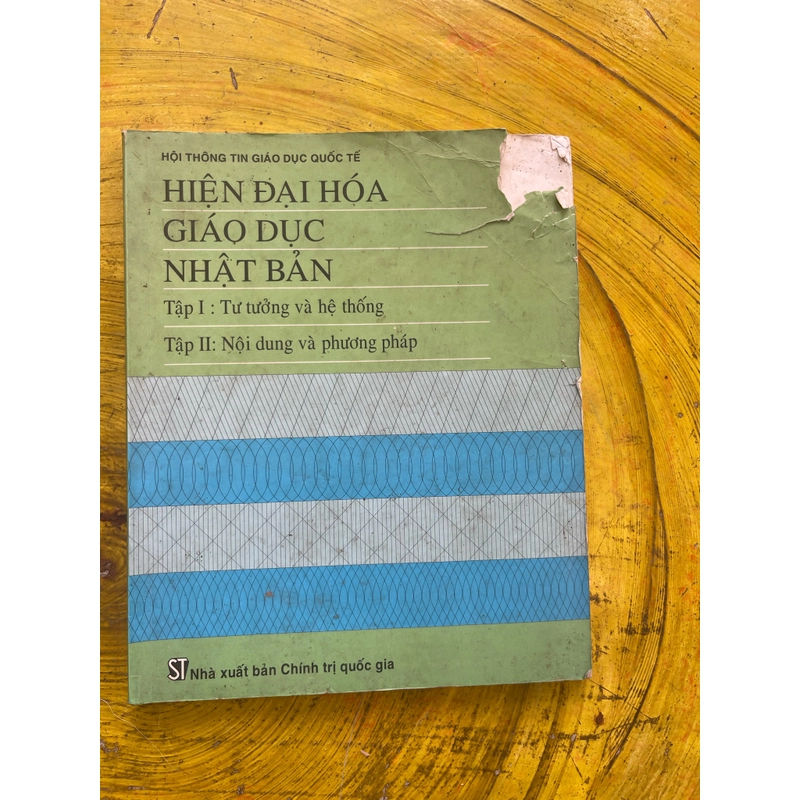 HỘI THÔNG TIN GIÁO DỤC QUỐC TẾ
HIỆN ĐẠI HÓA
GIÁO DỤC
NHẬT BẢN
Tập I : Tư tưởng và hệ thống
Tập II: Nội dung và phương pháp
ST Nhà xuất bản Chính trị quốc gia